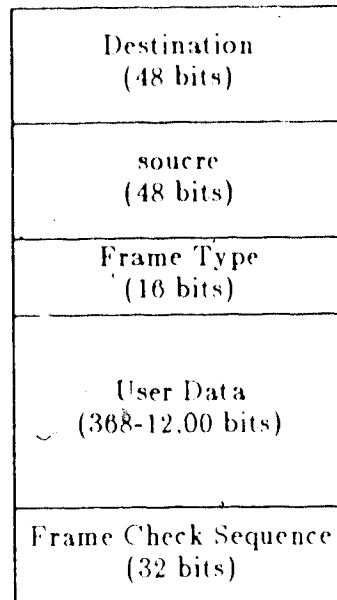 Destination
(48 bits)
soucre
(48 bits)
Frame Type
(16 bits)
User Data
(368-12.00 bits)
Frame Check Sequence
(32 bits)